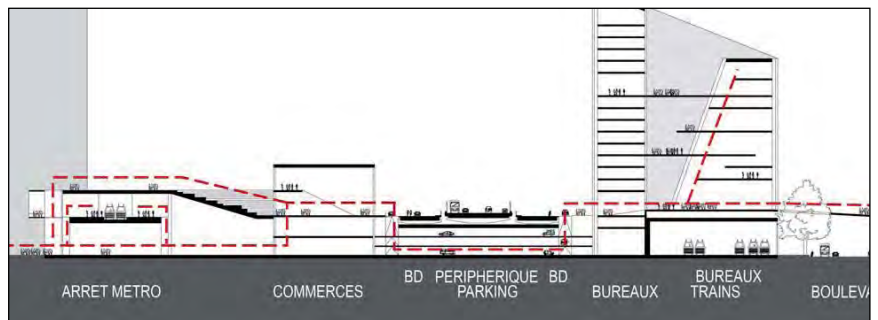 ARRET METRO
COMMERCES
BD PERIPHERIQUE BD
PARKING
BUREAUX
BUREAUX
TRAINS
BOULEVA